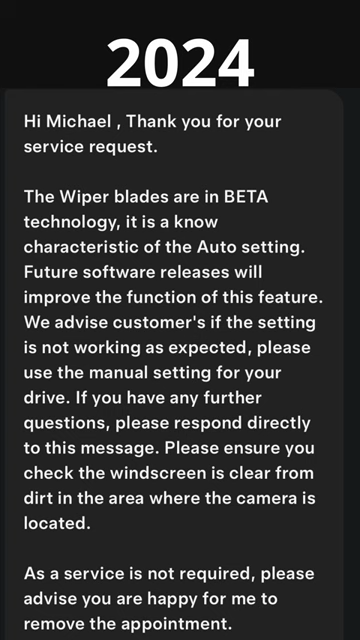 2024
Hi Michael , Thank you for your
service request.
The Wiper blades are in BETA
technology, it is a know
characteristic of the Auto setting.
Future software releases will
improve the function of this feature.
We advise customer's if the setting
is not working as expected, please
use the manual setting for your
drive. If you have any further
questions, please respond directly
to this message. Please ensure you
check the windscreen is clear from
dirt in the area where the camera is
located.
As a service is not required, please
advise you are happy for me to
remove the appointment.